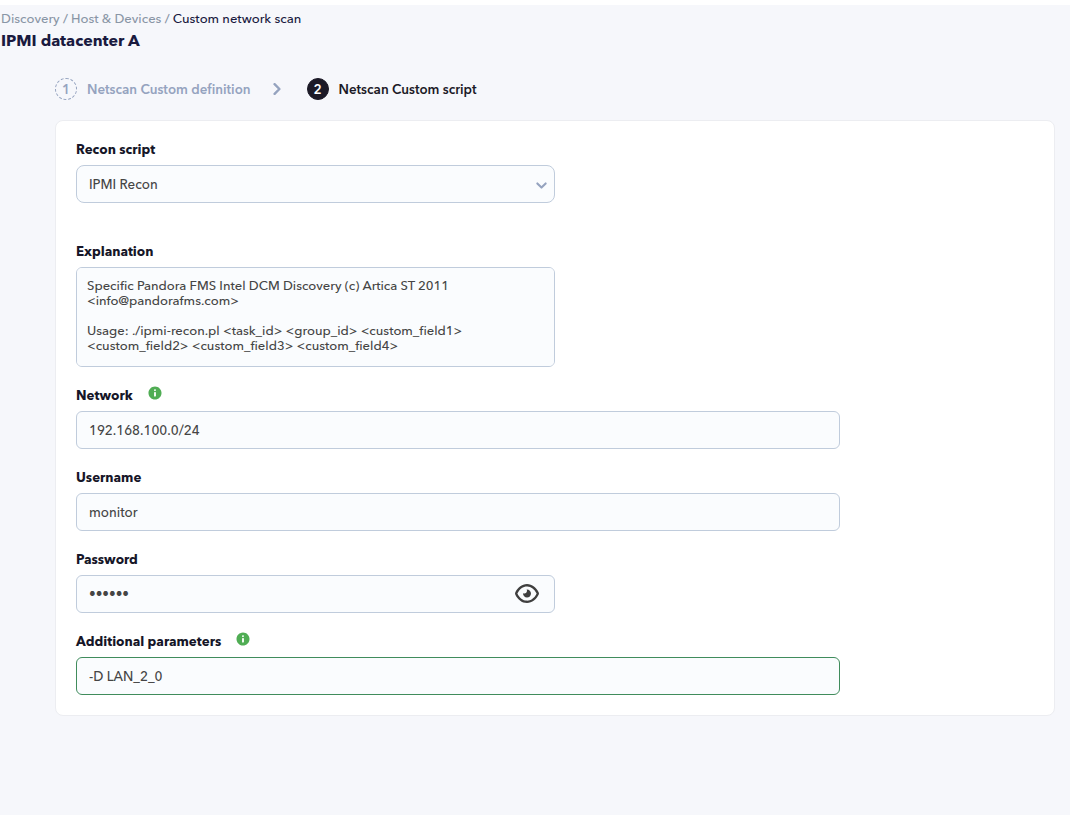 Discovery / Host & Devices / Custom network scan
IPMI datacenter A
1 Netscan Custom definition > 2 Netscan Custom script
Recon script
IPMI Recon
Explanation
Specific Pandora FMS Intel DCM Discovery (c) Artica ST 2011
<info@pandorafms.com>
Usage: ./ipmi-recon.pl <task_id> <group_id> <custom_field1>
<custom_field2> <custom_field3> <custom_field4>
Network
192.168.100.0/24
Username
monitor
Password
••••••
Additional parameters
-D LAN_2_0